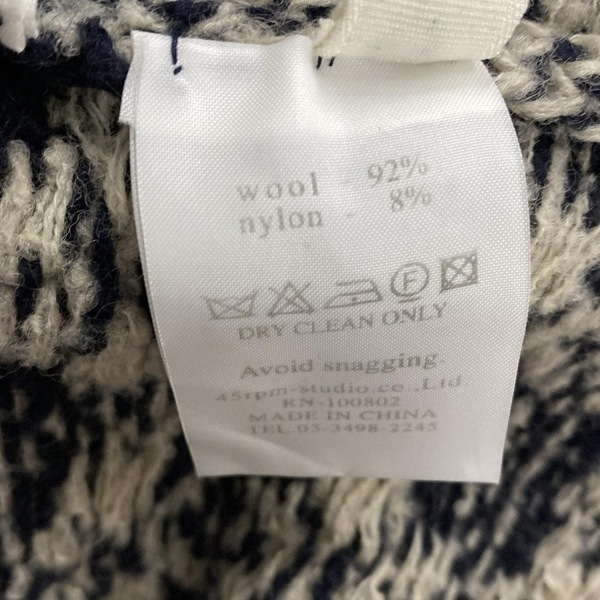 wool - 92%
nylon - 8%
DRY CLEAN ONLY
Avoid snagging.
45rpm-studio.co.,Ltd.
RN-100802
MADE IN CHINA
TEL.03-3498-2245